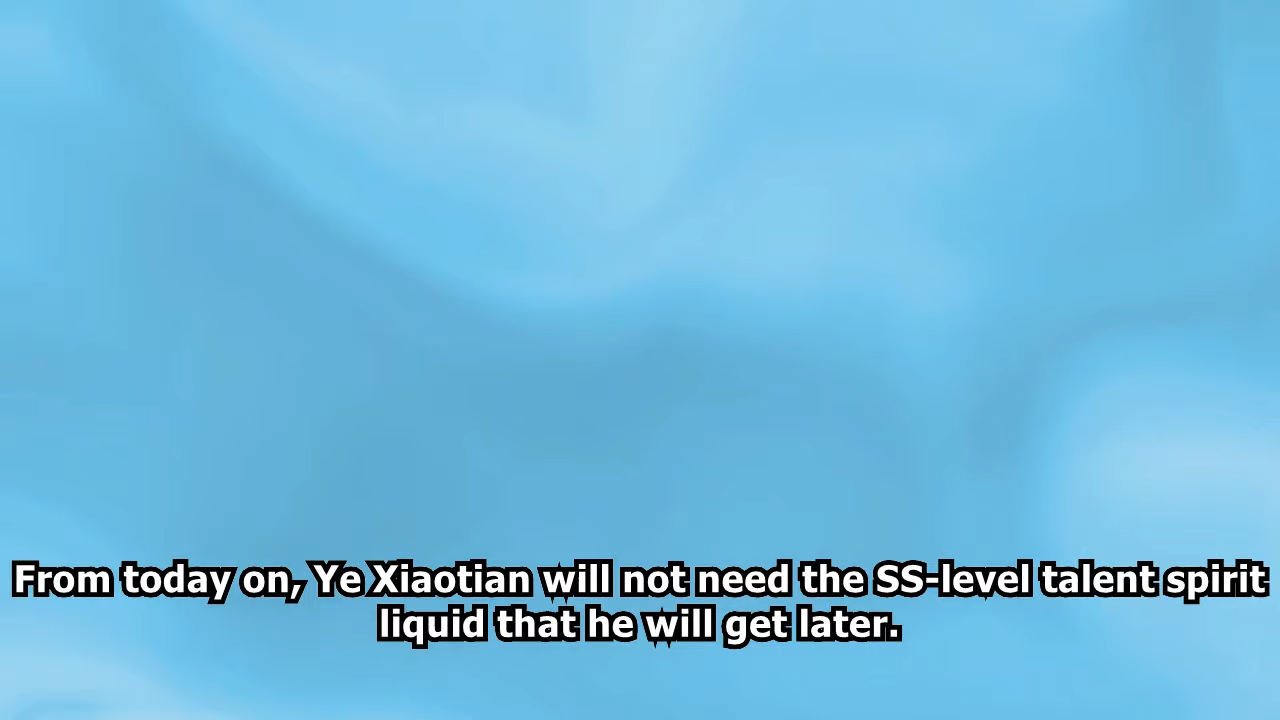 From today on, Ye Xiaotian will not need the SS-level talent spirit
liquid that he will get later.